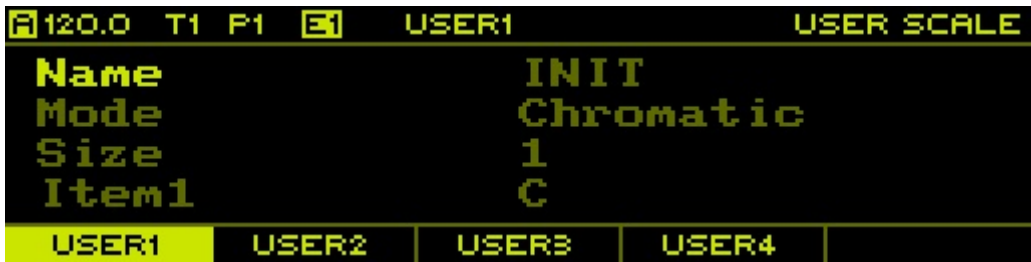 A 120.0 T1 P1 E1 USER1 USER SCALE
Name INIT
Mode Chromatic
Size 1
Item1 C
USER1 USER2 USER3 USER4